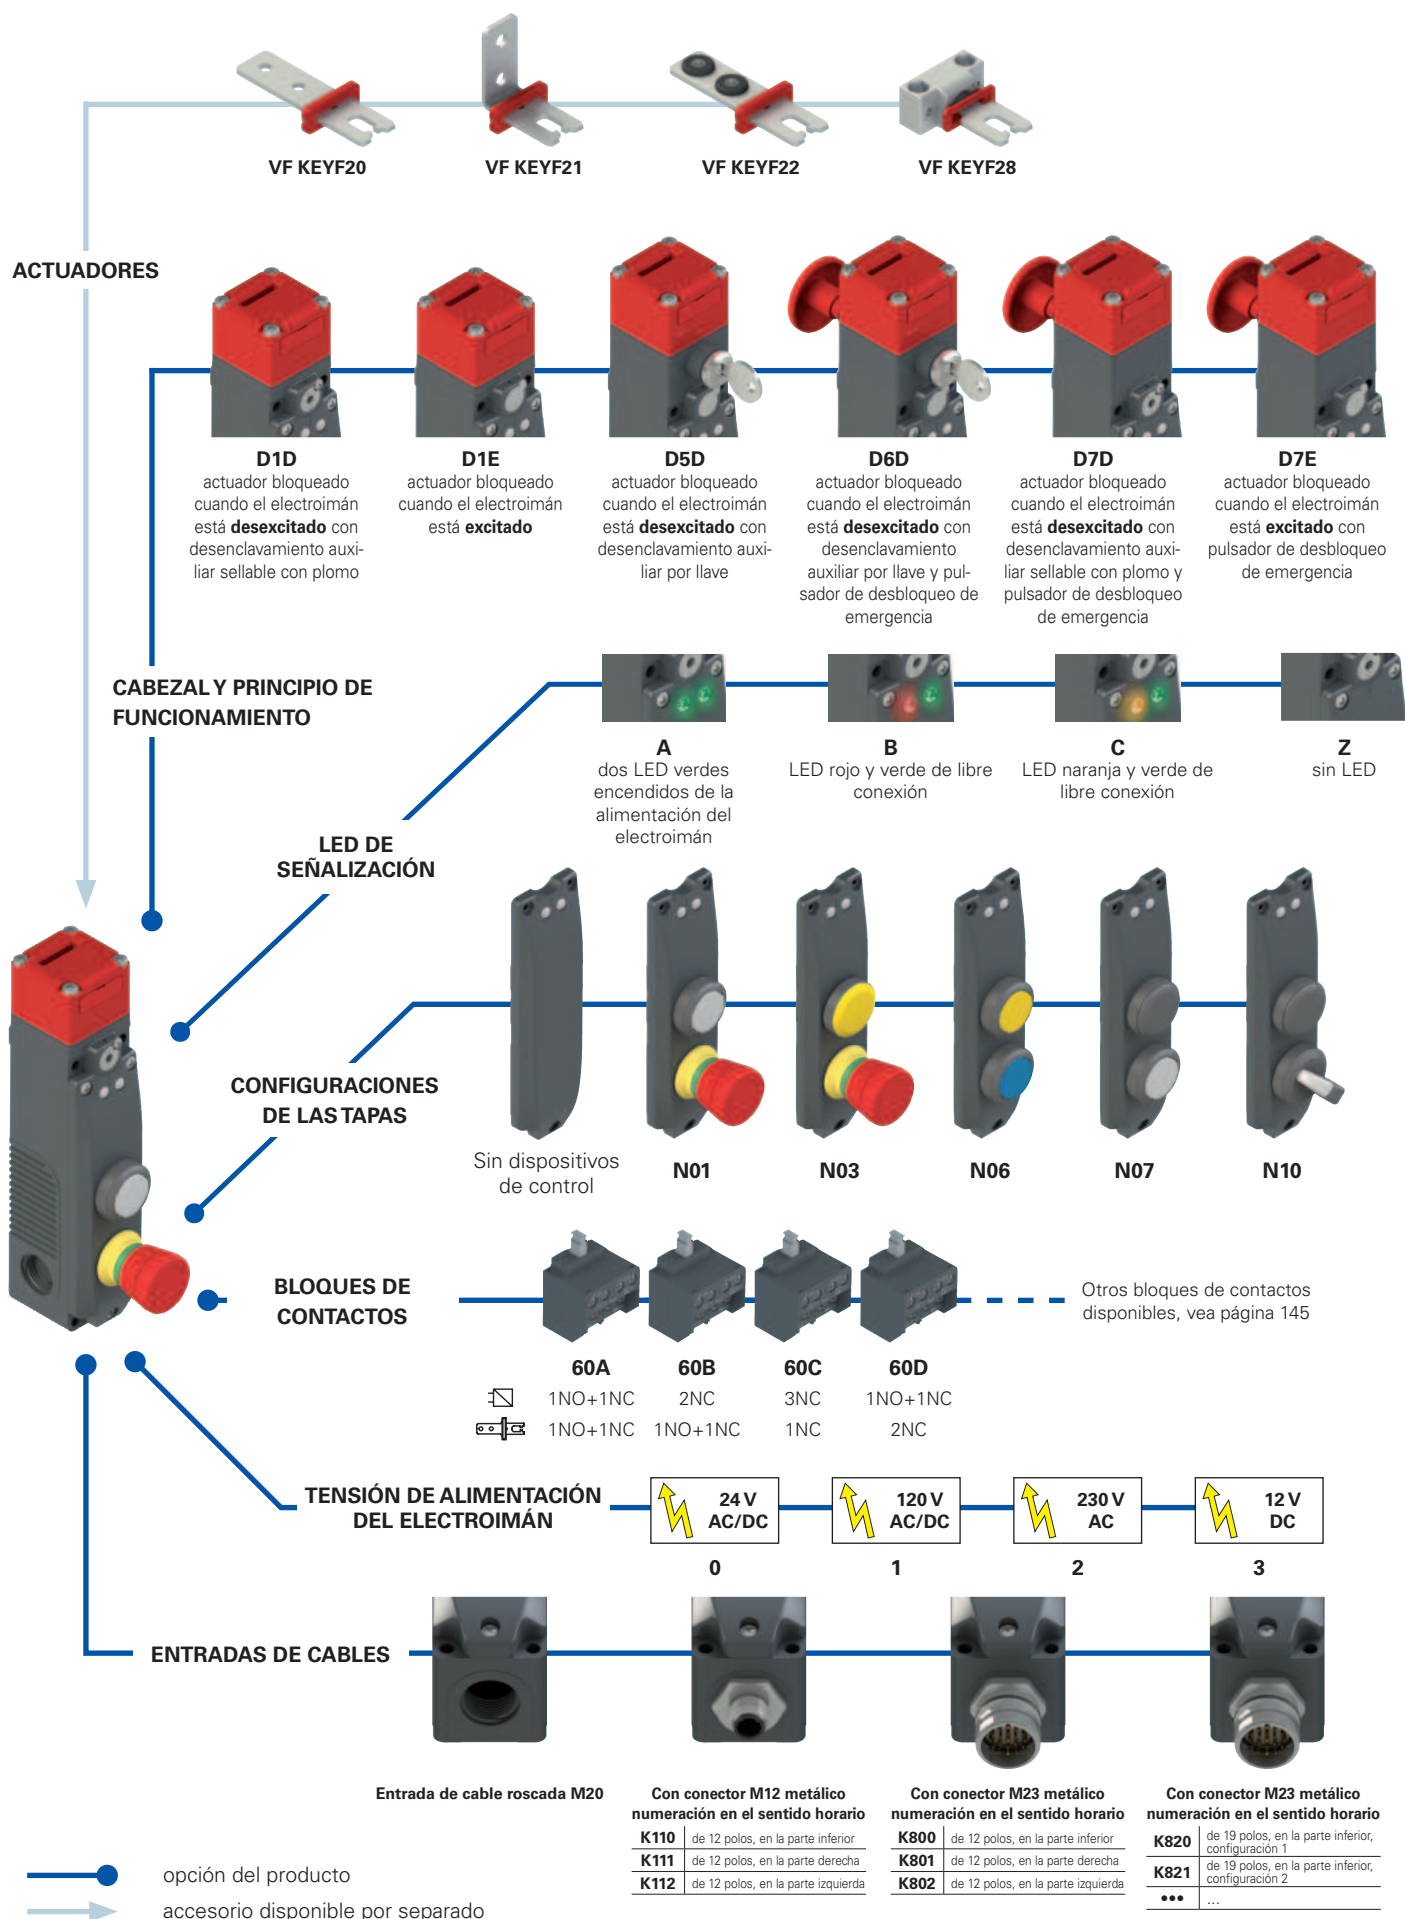 VF KEYF20
VF KEYF21
VF KEYF22
VF KEYF28
ACTUADORES
D1D
actuador bloqueado
cuando el electroimán
está desexcitado con
desenclavamiento auxi-
liar sellable con plomo
D1E
actuador bloqueado
cuando el electroimán
está excitado
D5D
actuador bloqueado
cuando el electroimán
está desexcitado con
desenclavamiento auxi-
liar por llave
D6D
actuador bloqueado
cuando el electroimán
está desexcitado con
desenclavamiento
auxiliar por llave y pul-
sador de desbloqueo de
emergencia
D7D
actuador bloqueado
cuando el electroimán
está desexcitado con
desenclavamiento auxi-
liar sellable con plomo y
pulsador de desbloqueo
de emergencia
D7E
actuador bloqueado
cuando el electroimán
está excitado con
pulsador de desbloqueo
de emergencia
CABEZAL Y PRINCIPIO DE
FUNCIONAMIENTO
A
dos LED verdes
encendidos de la
alimentación del
electroimán
B
LED rojo y verde de libre
conexión
C
LED naranja y verde de
libre conexión
Z
sin LED
LED DE
SEÑALIZACIÓN
CONFIGURACIONES
DE LAS TAPAS
Sin dispositivos
de control
N01
N03
N06
N07
N10
BLOQUES DE
CONTACTOS
Otros bloques de contactos
disponibles, vea página 145
60A
60B
60C
60D
1NO+1NC
2NC
3NC
1NO+1NC
1NO+1NC
1NO+1NC
1NC
2NC
TENSIÓN DE ALIMENTACIÓN
DEL ELECTROIMÁN
24 V
AC/DC
120 V
AC/DC
230 V
AC
12 V
DC
0
1
2
3
ENTRADAS DE CABLES
Entrada de cable roscada M20
Con conector M12 metálico
numeración en el sentido horario
K110 de 12 polos, en la parte inferior
K111 de 12 polos, en la parte derecha
K112 de 12 polos, en la parte izquierda
Con conector M23 metálico
numeración en el sentido horario
K800 de 12 polos, en la parte inferior
K801 de 12 polos, en la parte derecha
K802 de 12 polos, en la parte izquierda
Con conector M23 metálico
numeración en el sentido horario
K820 de 19 polos, en la parte inferior,
configuración 1
K821 de 19 polos, en la parte inferior,
configuración 2
••• ...
opción del producto
accesorio disponible por separado